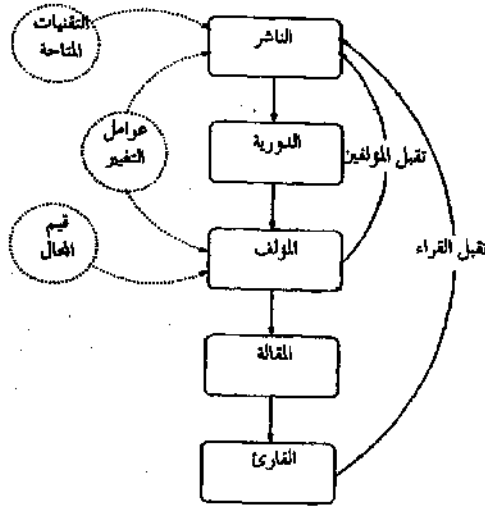 التقنيات
المتاحة
الناشر
عوامل
التغيير
الدورية
تقبل المؤلفين
قيم
المجال
المؤلف
تقبل القراء
المقالة
القارئ